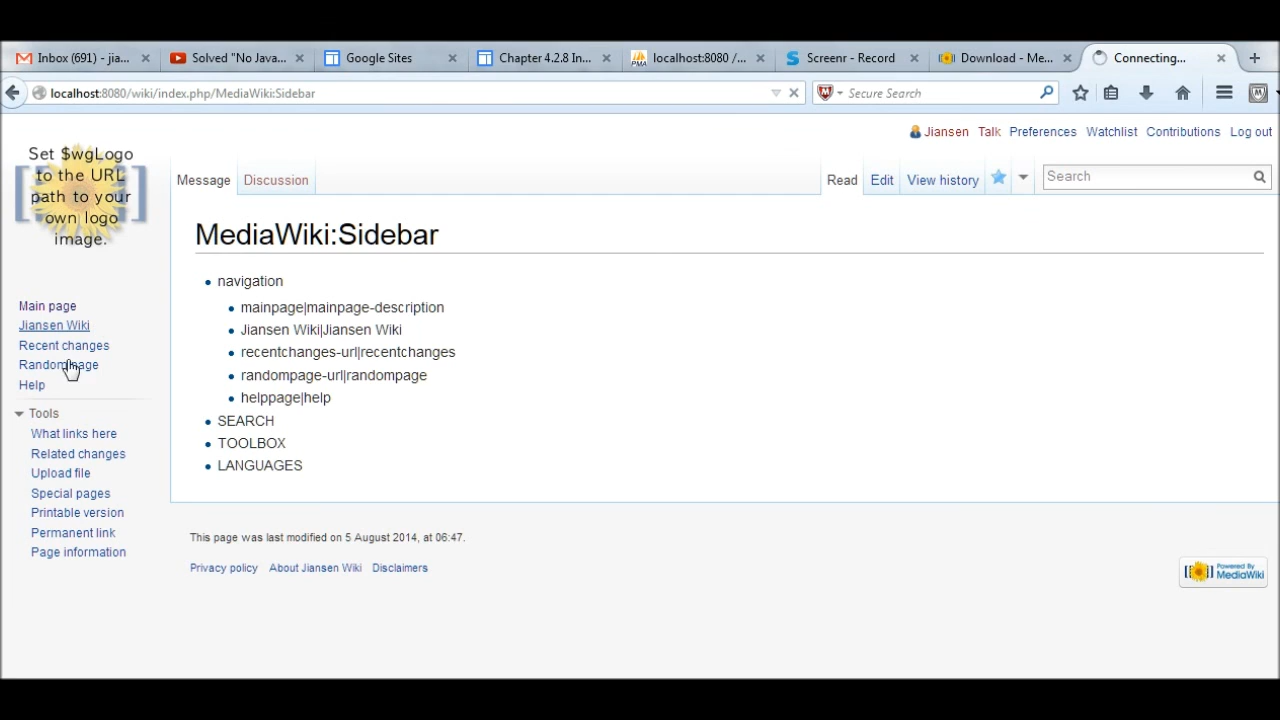 Inbox (691) - jia...
Solved "No Java...
Google Sites
Chapter 4.2.8 In...
localhost:8080 /...
Screenr - Record
Download - Me...
Connecting...
localhost:8080/wiki/index.php/MediaWiki:Sidebar
Secure Search
Jiansen Talk Preferences Watchlist Contributions Log out
Set $wgLogo
to the URL
path to your
own logo
image.
Message Discussion
Read Edit View history
Search
MediaWiki:Sidebar
navigation
mainpage|mainpage-description
Jiansen Wiki|Jiansen Wiki
recentchanges-url|recentchanges
randompage-url|randompage
helppage|help
SEARCH
TOOLBOX
LANGUAGES
Main page
Jiansen Wiki
Recent changes
Random page
Help
Tools
What links here
Related changes
Upload file
Special pages
Printable version
Permanent link
Page information
This page was last modified on 5 August 2014, at 06:47.
Privacy policy About Jiansen Wiki Disclaimers
Powered By
MediaWiki